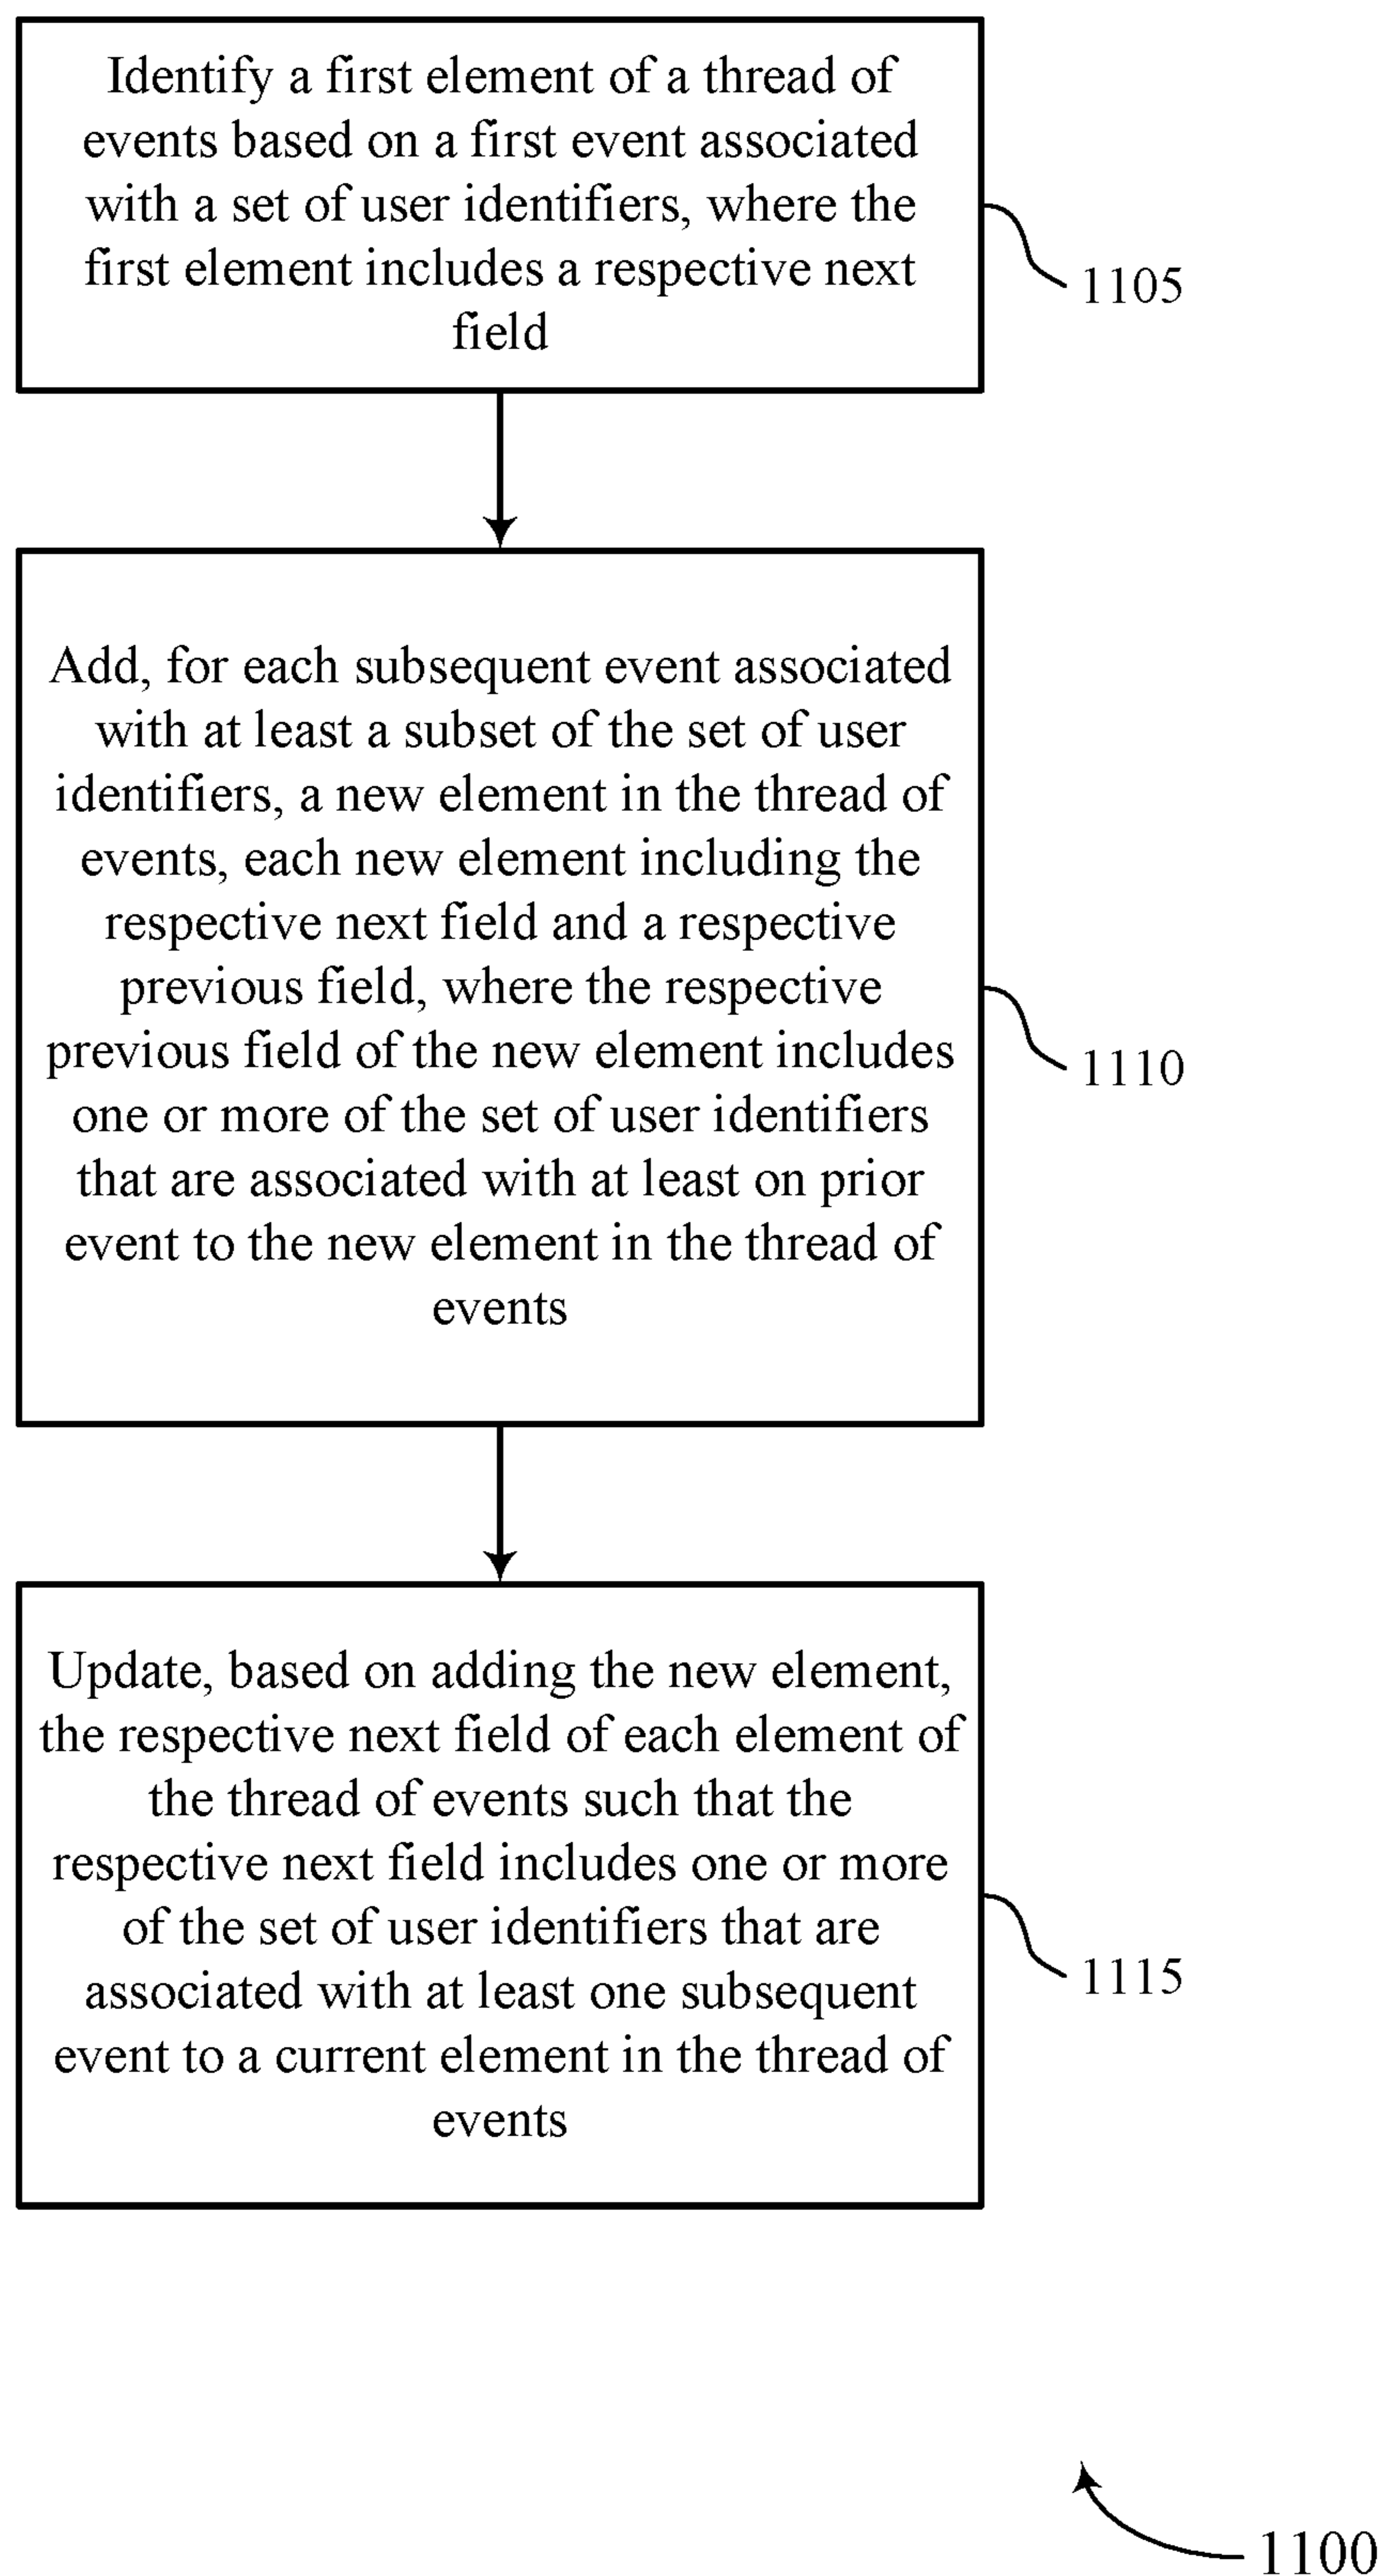 Identify a first element of a thread of
events based on a first event associated
with a set of user identifiers, where the
first element includes a respective next
field
1105
Add, for each subsequent event associated
with at least a subset of the set of user
identifiers, a new element in the thread of
events, each new element including the
respective next field and a respective
previous field, where the respective
previous field of the new element includes
one or more of the set of user identifiers
that are associated with at least on prior
event to the new element in the thread of
events
1110
Update, based on adding the new element,
the respective next field of each element of
the thread of events such that the
respective next field includes one or more
of the set of user identifiers that are
associated with at least one subsequent
event to a current element in the thread of
events
1115
1100